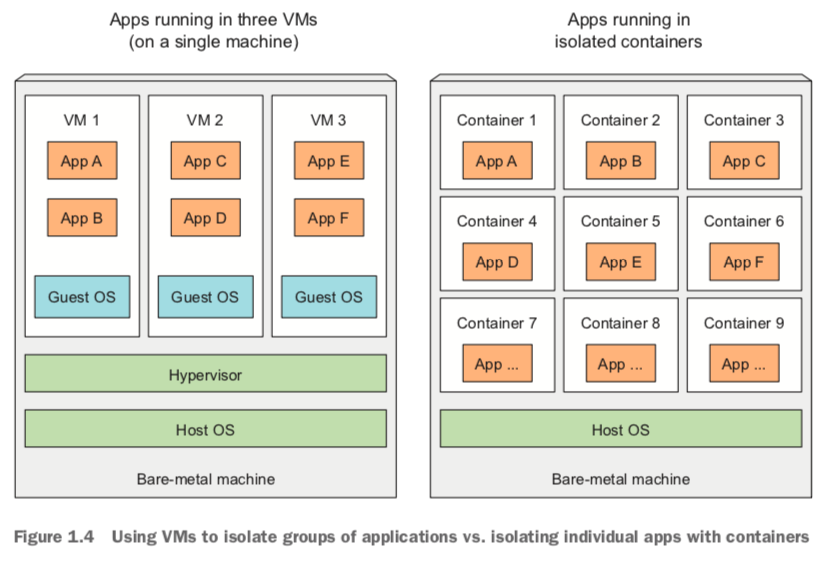 Apps running in three VMs
(on a single machine)
VM 1
App A
App B
Guest OS
VM 2
App C
App D
Guest OS
VM 3
App E
App F
Guest OS
Hypervisor
Host OS
Bare-metal machine
Apps running in
isolated containers
Container 1
App A
Container 2
App B
Container 3
App C
Container 4
App D
Container 5
App E
Container 6
App F
Container 7
App ...
Container 8
App ...
Container 9
App ...
Host OS
Bare-metal machine
Figure 1.4 Using VMs to isolate groups of applications vs. isolating individual apps with containers